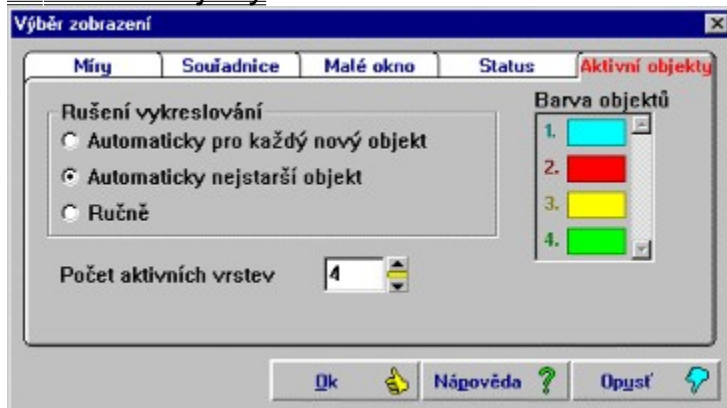 Výběr zobrazení
Míry Souřadnice Malé okno Status Aktivní objekty
Rušení vykreslování
Automaticky pro každý nový objekt
Automaticky nejstarší objekt
Ručně
Počet aktivních vrstev 4
Barva objektů
1.
2.
3.
4.
Ok Nápověda Opusť